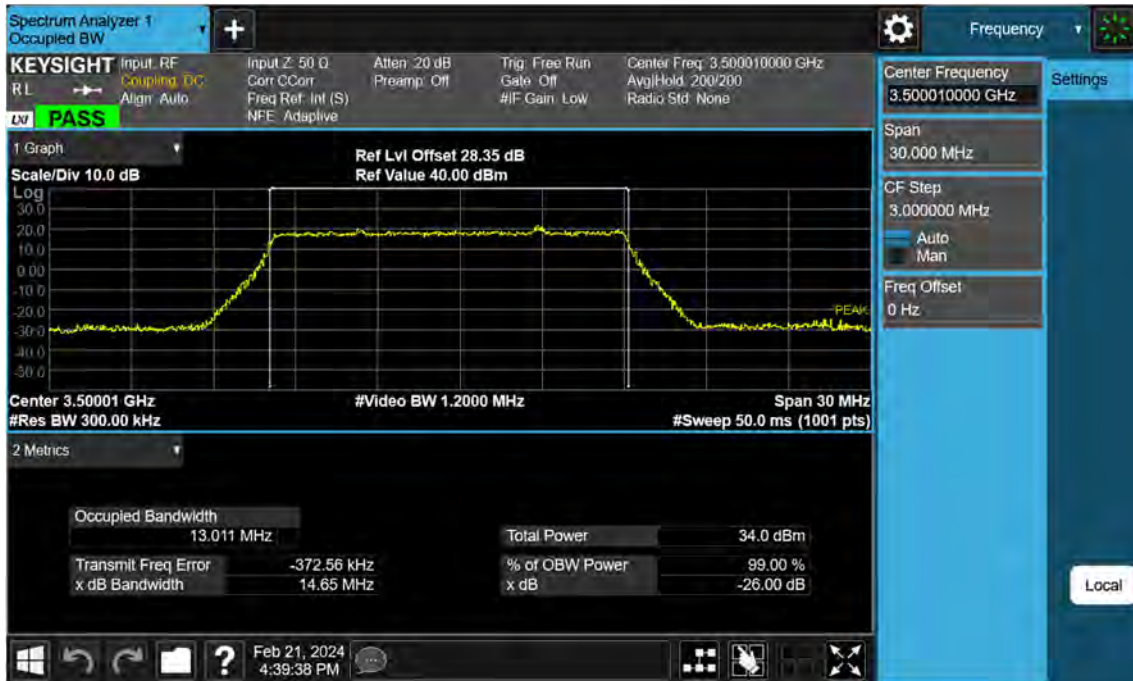 Spectrum Analyzer 1
Occupied BW
+
Frequency
KEYSIGHT
RL
LXI
PASS
Input: RF
Coupling: DC
Align: Auto
Input Z: 50 Ω
Corr CCorr
Freq Ref: Int (S)
NFE: Adaptive
Atten: 20 dB
Preamp: Off
Trig: Free Run
Gate: Off
#IF Gain: Low
Center Freq: 3.500010000 GHz
Avg|Hold: 200/200
Radio Std: None
1 Graph
Scale/Div 10.0 dB
Ref Lvl Offset 28.35 dB
Ref Value 40.00 dBm
Log
30.0
20.0
10.0
0.00
-10.0
-20.0
-30.0
-40.0
-50.0
PEAK
Center 3.50001 GHz
#Res BW 300.00 kHz
#Video BW 1.2000 MHz
Span 30 MHz
#Sweep 50.0 ms (1001 pts)
2 Metrics
Occupied Bandwidth
13.011 MHz
Total Power 34.0 dBm
Transmit Freq Error -372.56 kHz
% of OBW Power 99.00 %
x dB Bandwidth 14.65 MHz
x dB -26.00 dB
Center Frequency
3.500010000 GHz
Settings
Span
30.000 MHz
CF Step
3.000000 MHz
Auto
Man
Freq Offset
0 Hz
Local
?
Feb 21, 2024
4:39:38 PM